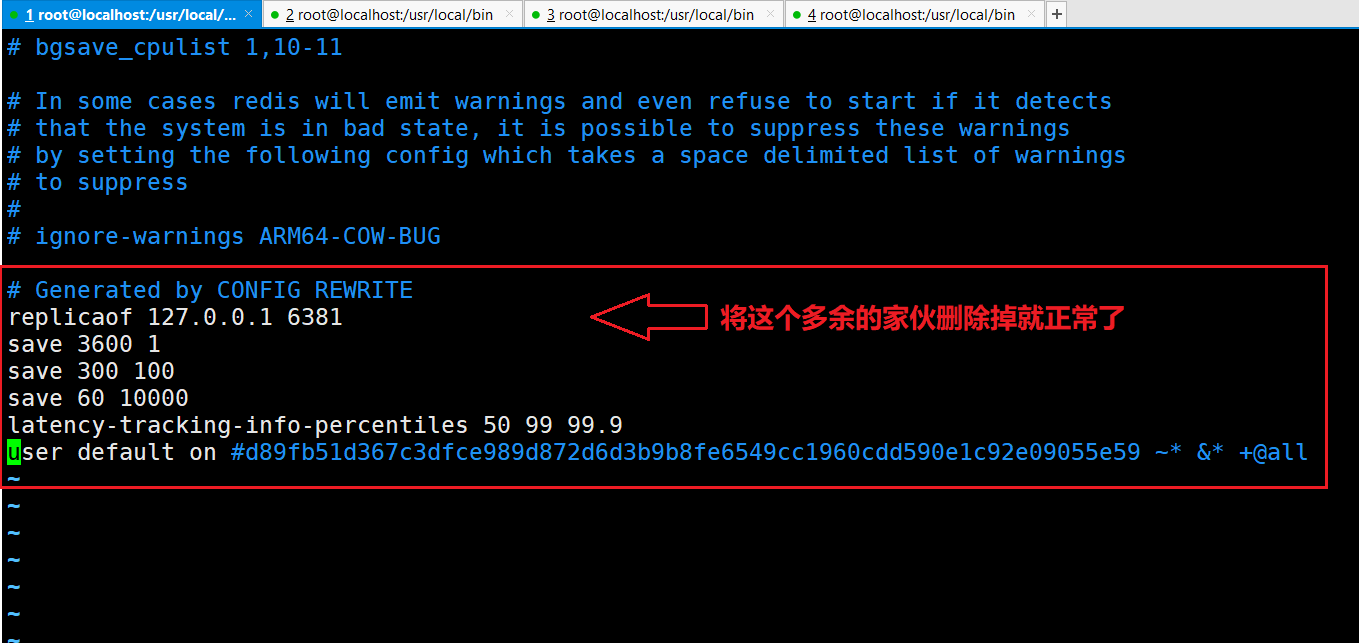 1 root@localhost:/usr/local/... × 2 root@localhost:/usr/local/bin × 3 root@localhost:/usr/local/bin × 4 root@localhost:/usr/local/bin × +
# bgsave_cpulist 1,10-11
# In some cases redis will emit warnings and even refuse to start if it detects
# that the system is in bad state, it is possible to suppress these warnings
# by setting the following config which takes a space delimited list of warnings
# to suppress
#
# ignore-warnings ARM64-COW-BUG
# Generated by CONFIG REWRITE
replicaof 127.0.0.1 6381
将这个多余的家伙删除掉就正常了
save 3600 1
save 300 100
save 60 10000
latency-tracking-info-percentiles 50 99 99.9
user default on #d89fb51d367c3dfce989d872d6d3b9b8fe6549cc1960cdd590e1c92e09055e59 ~* &* +@all
~
~
~
~
~
~
~